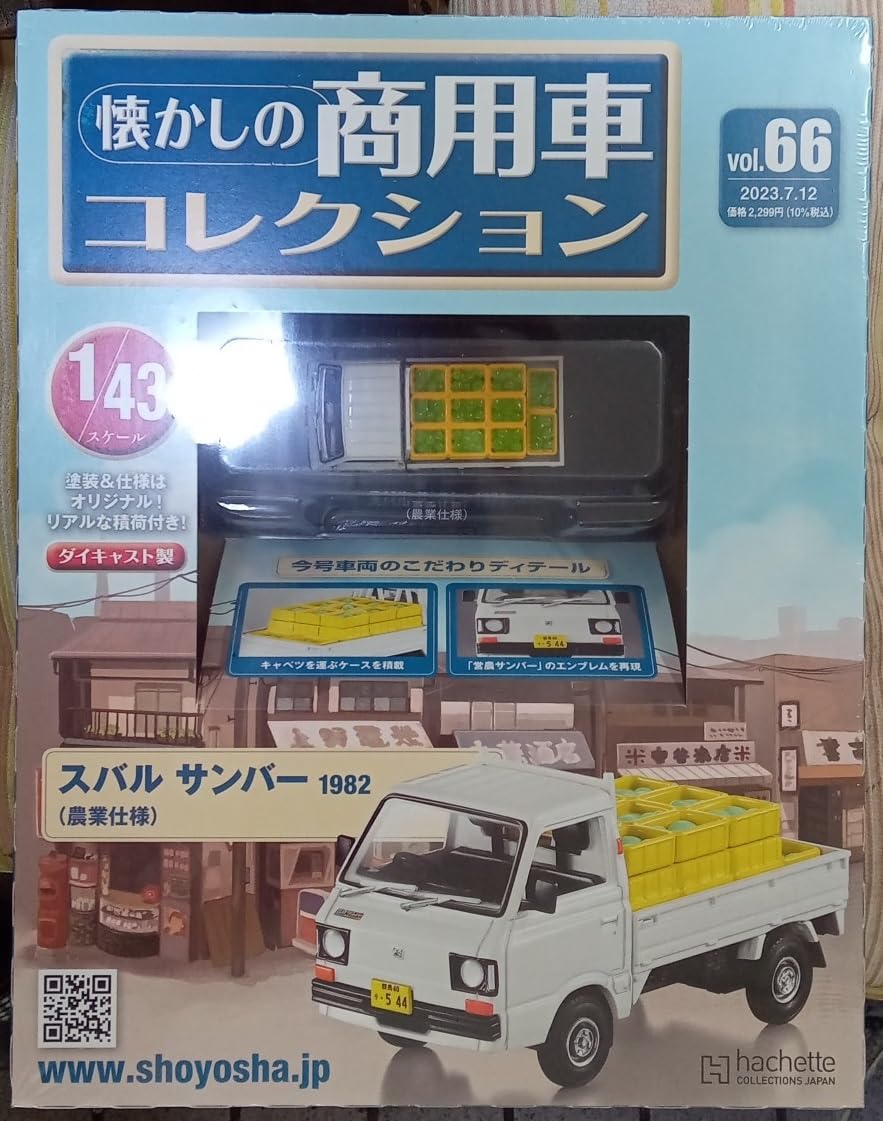 懐かしの商用車
コレクション
vol.66
2023.7.12
価格2,299円(10%税込)
1/43
スケール
塗装&仕様は
オリジナル!
リアルな積荷付き!
ダイキャスト製
(農業仕様)
今号車両のこだわりディテール
キャベツを運ぶケースを積載
「営農サンバー」のエンブレムを再現
スバル サンバー 1982
(農業仕様)
群馬 40
5 44
www.shoyosha.jp
hachette
COLLECTIONS JAPAN